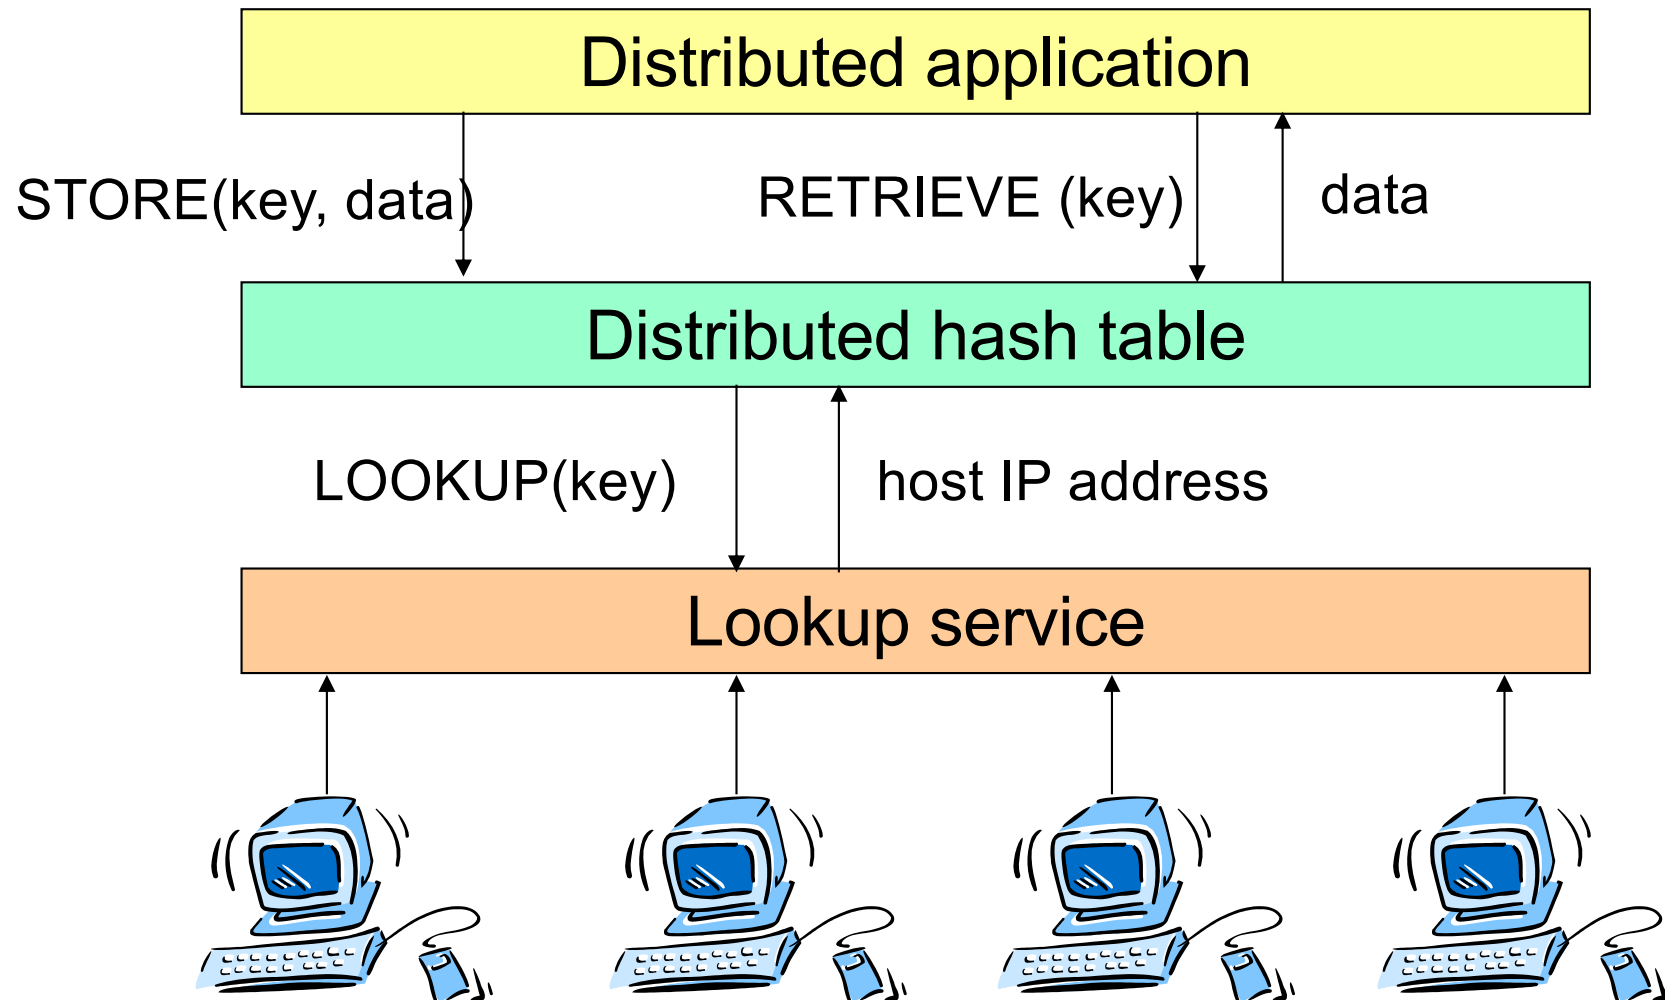 Distributed application
STORE(key, data)
RETRIEVE (key)
data
Distributed hash table
LOOKUP(key)
host IP address
Lookup service